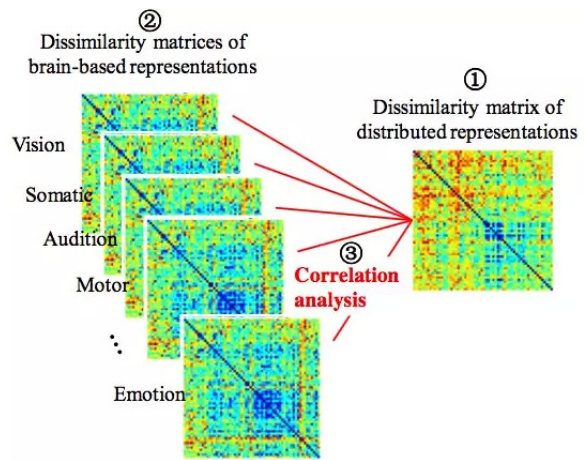 ②
Dissimilarity matrices of
brain-based representations
①
Dissimilarity matrix of
distributed representations
Vision
Somatic
Audition
Motor
③
Correlation
analysis
Emotion